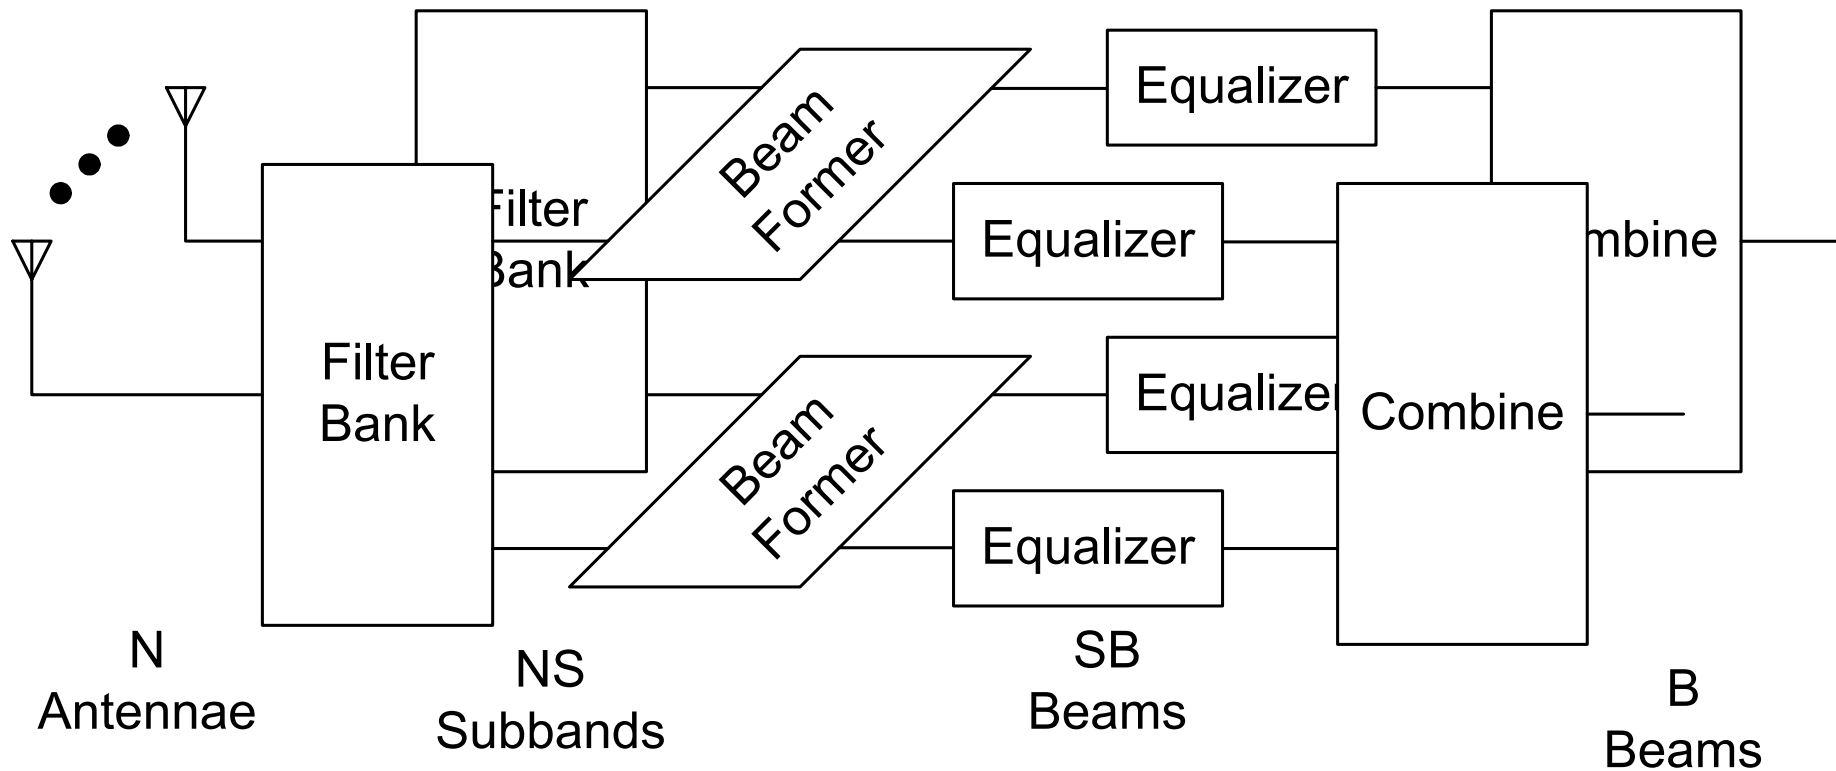 Equalizer
Beam
Former
Filter
Bank
Equalizer
mbine
Filter
Bank
Equalizer
Combine
Beam
Former
Equalizer
N
Antennae
NS
Subbands
SB
Beams
B
Beams